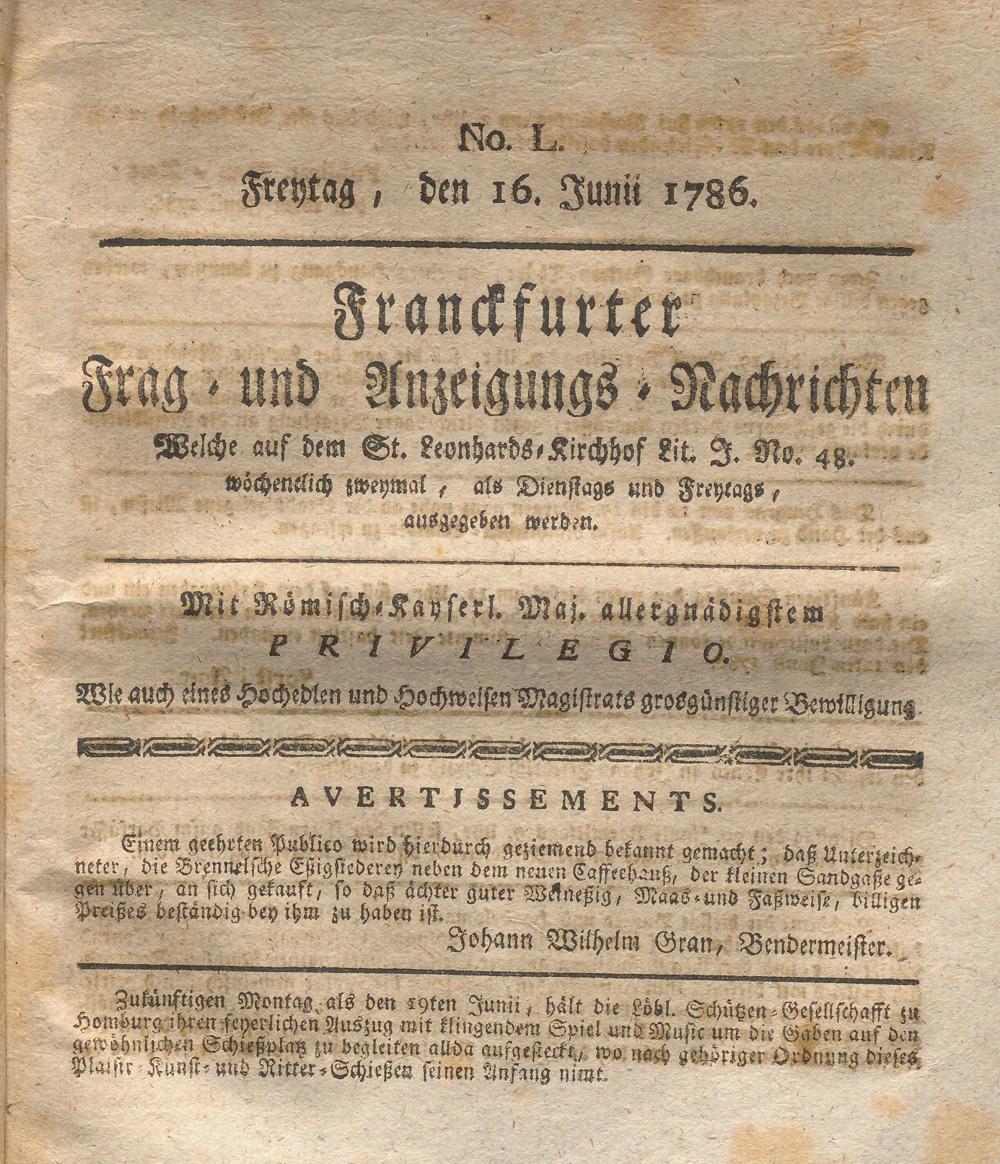 No. L.
Freytag, den 16. Junii 1786.
Franckfurter
Frag- und Anzeigungs-Nachrichten
Welche auf dem St. Leonhards-Kirchhof Lit. J. No. 48.
wöchentlich zweymal, als Dienstags und Freytags,
ausgegeben werden.
Mit Römisch-Kayserl. Maj. allergnädigstem
PRIVILEGIO.
Wie auch eines Hochedlen und Hochweisen Magistrats grosgünstiger Bewilligung.
AVERTJSSEMENTS.
Einem geehrten Publico wird hierdurch geziemend bekannt gemacht; daß Unterzeich-
neter, die Brennelsche Eßigsiederey neben dem neuen Caffeehauß, der kleinen Sandgaße ge-
gen über, an sich gekauft, so daß ächter guter Weineßig, Maas- und Faßweise, billigen
Preißes beständig bey ihm zu haben ist.
Johann Wilhelm Gran, Bendermeister.
Zukünftigen Montag als den 19ten Junii, hält die Löbl. Schützen-Gesellschafft zu
Homburg ihren feyerlichen Auszug mit klingendem Spiel und Music um die Gaben auf den
gewöhnlichen Schießplatz zu begleiten allda aufgesteckt, wo nach gehöriger Ordnung dieses
Plaisir-Kunst- und Ritter-Schießen seinen Anfang nimt.